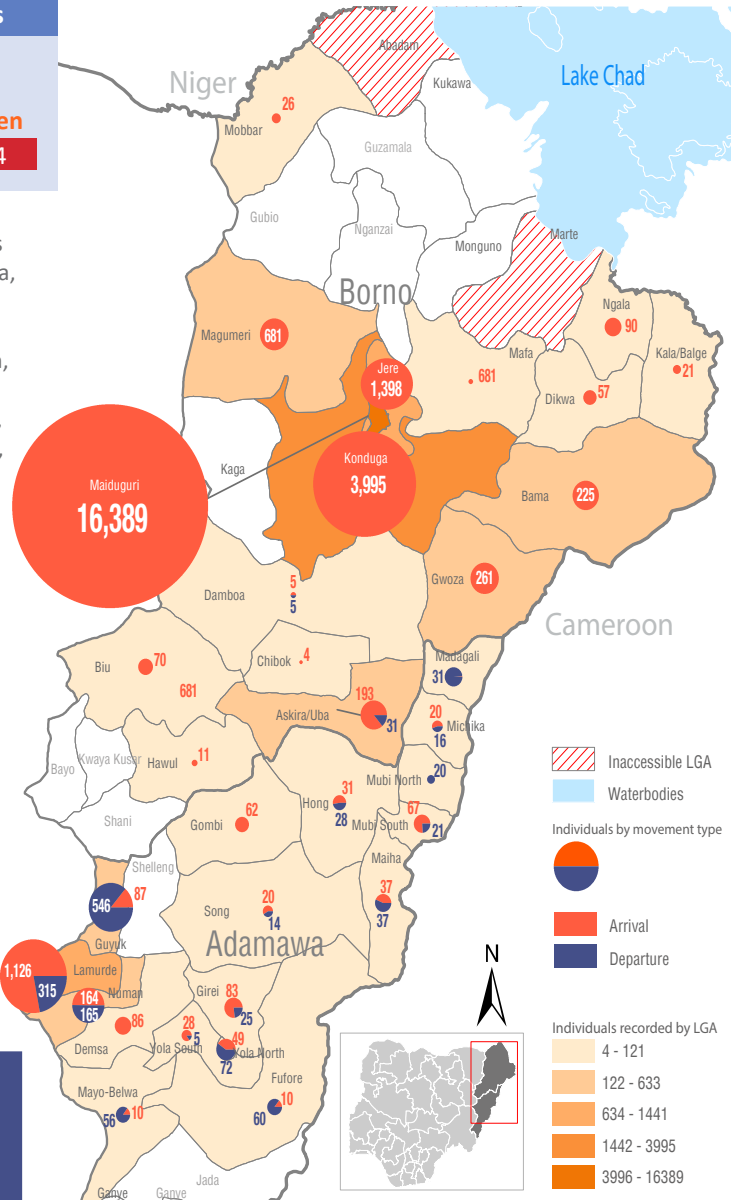 s
en
4
s
a,
,
Niger
Abadam
Lake Chad
Kukawa
26
Mobbar
Guzamala
Gubio
Nganzai
Marte
Monguno
Borno
Ngala
90
Magumeri
681
Mafa
Kala/Balge
Jere
1,398
681
21
Dikwa
57
Kaga
Konduga
3,995
Maiduguri
16,389
Bama
225
Gwoza
261
Damboa
5
5
Cameroon
Biu
70
Chibok
4
Madagali
31
681
193
Askira/Uba
31
20
Michika
16
Kwaya Kusar
Hawul
11
Bayo
Mubi North
20
Inaccessible LGA
Waterbodies
Hong
31
28
Gombi
62
67
Mubi South
21
Shani
Individuals by movement type
Maiha
Shelleng
546
87
37
37
Song
20
14
Arrival
Departure
Guyuk
Adamawa
N
1,126
315
Lamurde
Numan
164
165
Girei
83
25
86
28
5
49
Demsa
Yola South
Yola North
72
Individuals recorded by LGA
4 - 121
122 - 633
634 - 1441
1442 - 3995
3996 - 16389
Fufore
Mayo-Belwa
56
10
10
60
Jada
Ganye
Ganye